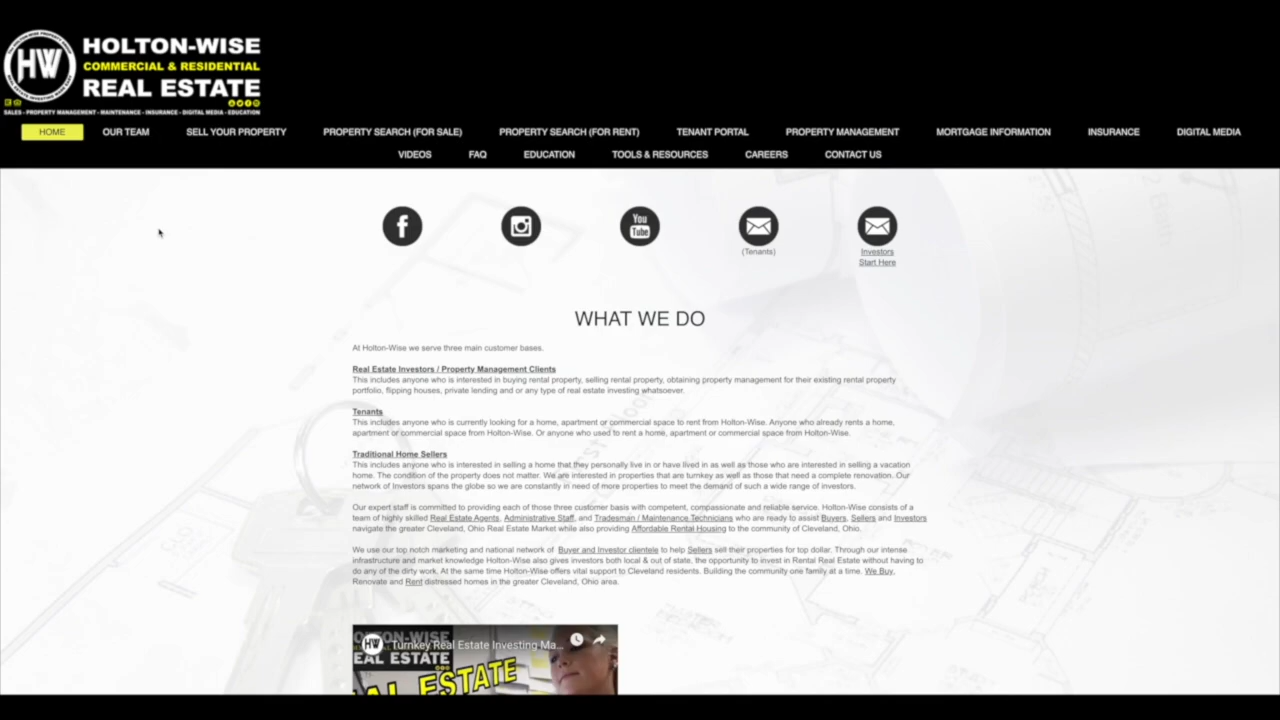 HW
HOLTON-WISE
COMMERCIAL & RESIDENTIAL
REAL ESTATE
SALES - PROPERTY MANAGEMENT - MAINTENANCE - INSURANCE - DIGITAL MEDIA - EDUCATION
HOME OUR TEAM SELL YOUR PROPERTY PROPERTY SEARCH (FOR SALE) PROPERTY SEARCH (FOR RENT) TENANT PORTAL PROPERTY MANAGEMENT MORTGAGE INFORMATION INSURANCE DIGITAL MEDIA
VIDEOS FAQ EDUCATION TOOLS & RESOURCES CAREERS CONTACT US
You
Tube
(Tenants)
Investors
Start Here
WHAT WE DO
At Holton-Wise we serve three main customer bases.
Real Estate Investors / Property Management Clients
This includes anyone who is interested in buying rental property, selling rental property, obtaining property management for their existing rental property
portfolio, flipping houses, private lending and or any type of real estate investing whatsoever.
Tenants
This includes anyone who is currently looking for a home, apartment or commercial space to rent from Holton-Wise. Anyone who already rents a home,
apartment or commercial space from Holton-Wise. Or anyone who used to rent a home, apartment or commercial space from Holton-Wise.
Traditional Home Sellers
This includes anyone who is interested in selling a home that they personally live in or have lived in as well as those who are interested in selling a vacation
home. The condition of the property does not matter. We are interested in properties that are turnkey as well as those that need a complete renovation. Our
network of Investors spans the globe so we are constantly in need of more properties to meet the demand of such a wide range of investors.
Our expert staff is committed to providing each of those three customer basis with competent, compassionate and reliable service. Holton-Wise consists of a
team of highly skilled Real Estate Agents, Administrative Staff, and Tradesman / Maintenance Technicians who are ready to assist Buyers, Sellers and Investors
navigate the greater Cleveland, Ohio Real Estate Market while also providing Affordable Rental Housing to the community of Cleveland, Ohio.
We use our top notch marketing and national network of Buyer and Investor clientele to help Sellers sell their properties for top dollar. Through our intense
infrastructure and market knowledge Holton-Wise also gives investors both local & out of state, the opportunity to invest in Rental Real Estate without having to
do any of the dirty work. At the same time Holton-Wise offers vital support to Cleveland residents. Building the community one family at a time. We Buy,
Renovate and Rent distressed homes in the greater Cleveland, Ohio area.
HOLTON-WISE
HW Turnkey Real Estate Investing Ma...
EAL ESTATE
AL ESTATE